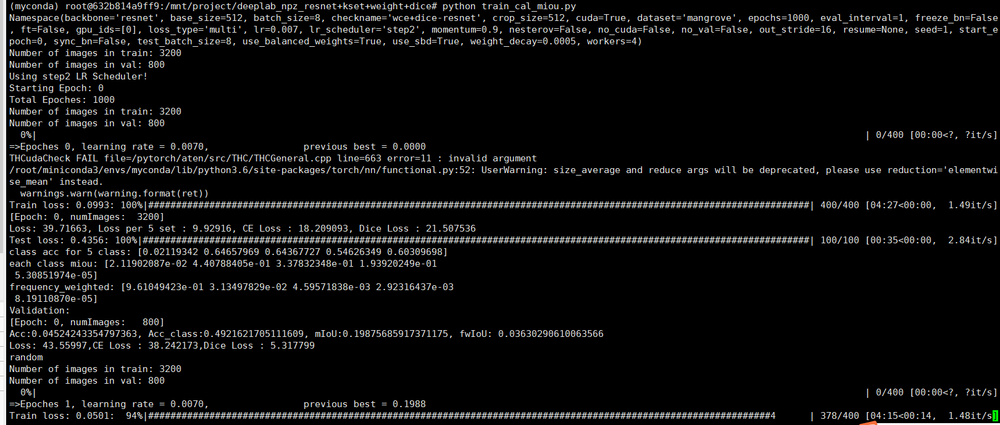 (myconda) root@632b814a9ff9:/mnt/project/deeplab_npz_resnet+kset+weight+dice# python train_cal_miou.py
Namespace(backbone='resnet', base_size=512, batch_size=8, checkname='wce+dice-resnet', crop_size=512, cuda=True, dataset='mangrove', epochs=1000, eval_interval=1, freeze_bn=False
, ft=False, gpu_ids=[0], loss_type='multi', lr=0.007, lr_scheduler='step2', momentum=0.9, nesterov=False, no_cuda=False, no_val=False, out_stride=16, resume=None, seed=1, start_e
poch=0, sync_bn=False, test_batch_size=8, use_balanced_weights=True, use_sbd=True, weight_decay=0.0005, workers=4)
Number of images in train: 3200
Number of images in val: 800
Using step2 LR Scheduler!
Starting Epoch: 0
Total Epoches: 1000
Number of images in train: 3200
Number of images in val: 800
  0%|                                                                                                                        | 0/400 [00:00<?, ?it/s]
=>Epoches 0, learning rate = 0.0070,                 previous best = 0.0000
THCudaCheck FAIL file=/pytorch/aten/src/THC/THCGeneral.cpp line=663 error=11 : invalid argument
/root/miniconda3/envs/myconda/lib/python3.6/site-packages/torch/nn/functional.py:52: UserWarning: size_average and reduce args will be deprecated, please use reduction='elementwi
se_mean' instead.
  warnings.warn(warning.format(ret))
Train loss: 0.0993: 100%|#######################################################################################################################| 400/400 [04:27<00:00,  1.49it/s]
[Epoch: 0, numImages:  3200]
Loss: 39.71663, Loss per 5 set : 9.92916, CE Loss : 18.209093, Dice Loss : 21.507536
Test loss: 0.4356: 100%|########################################################################################################################| 100/100 [00:35<00:00,  2.84it/s]
class acc for 5 class: [0.02119342 0.64657969 0.64367727 0.54626349 0.60309698]
each class miou: [2.11902087e-02 4.40788405e-01 3.37832348e-01 1.93920249e-01
 5.30851974e-05]
frequency_weighted: [9.61049423e-01 3.13497829e-02 4.59571838e-03 2.92316437e-03
 8.19110870e-05]
Validation:
[Epoch: 0, numImages:   800]
Acc:0.04524243354797363, Acc_class:0.4921621705111609, mIoU:0.19875685917371175, fwIoU: 0.03630290610063566
Loss: 43.55997,CE Loss : 38.242173,Dice Loss : 5.317799
random
Number of images in train: 3200
Number of images in val: 800
  0%|                                                                                                                        | 0/400 [00:00<?, ?it/s]
=>Epoches 1, learning rate = 0.0070,                 previous best = 0.1988
Train loss: 0.0501:  94%|################################################################################################################4      | 378/400 [04:15<00:14,  1.48it/s]